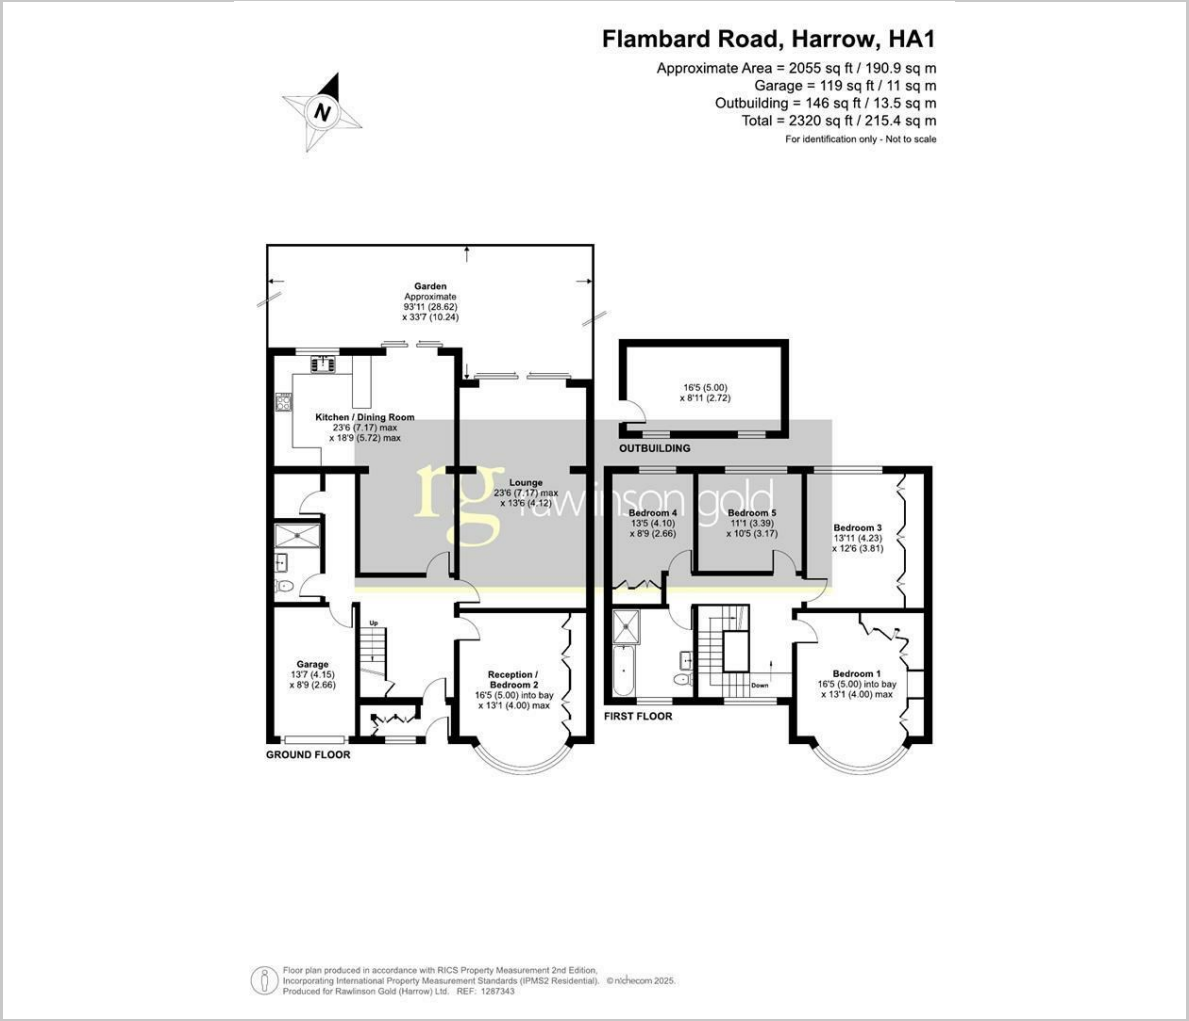 Flambard Road, Harrow, HA1
Approximate Area = 2055 sq ft / 190.9 sq m
Garage = 119 sq ft / 11 sq m
Outbuilding = 146 sq ft / 13.5 sq m
Total = 2320 sq ft / 215.4 sq m
For identification only - Not to scale
N
Garden
Approximate
93'11 (28.62)
x 33'7 (10.24)
Kitchen / Dining Room
23'6 (7.17) max
x 18'9 (5.72) max
Lounge
23'6 (7.17) max
x 13'6 (4.12)
rg rawlinson gold
Up
Garage
13'7 (4.15)
x 8'9 (2.66)
Reception /
Bedroom 2
16'5 (5.00) into bay
x 13'1 (4.00) max
GROUND FLOOR
16'5 (5.00)
x 8'11 (2.72)
OUTBUILDING
Bedroom 4
13'5 (4.10)
x 8'9 (2.66)
Bedroom 5
11'1 (3.39)
x 10'5 (3.17)
Bedroom 3
13'11 (4.23)
x 12'6 (3.81)
Down
Bedroom 1
16'5 (5.00) into bay
x 13'1 (4.00) max
FIRST FLOOR
Floor plan produced in accordance with RICS Property Measurement 2nd Edition,
Incorporating International Property Measurement Standards (IPMS2 Residential). © nichecom 2025.
Produced for Rawlinson Gold (Harrow) Ltd. REF: 1287343